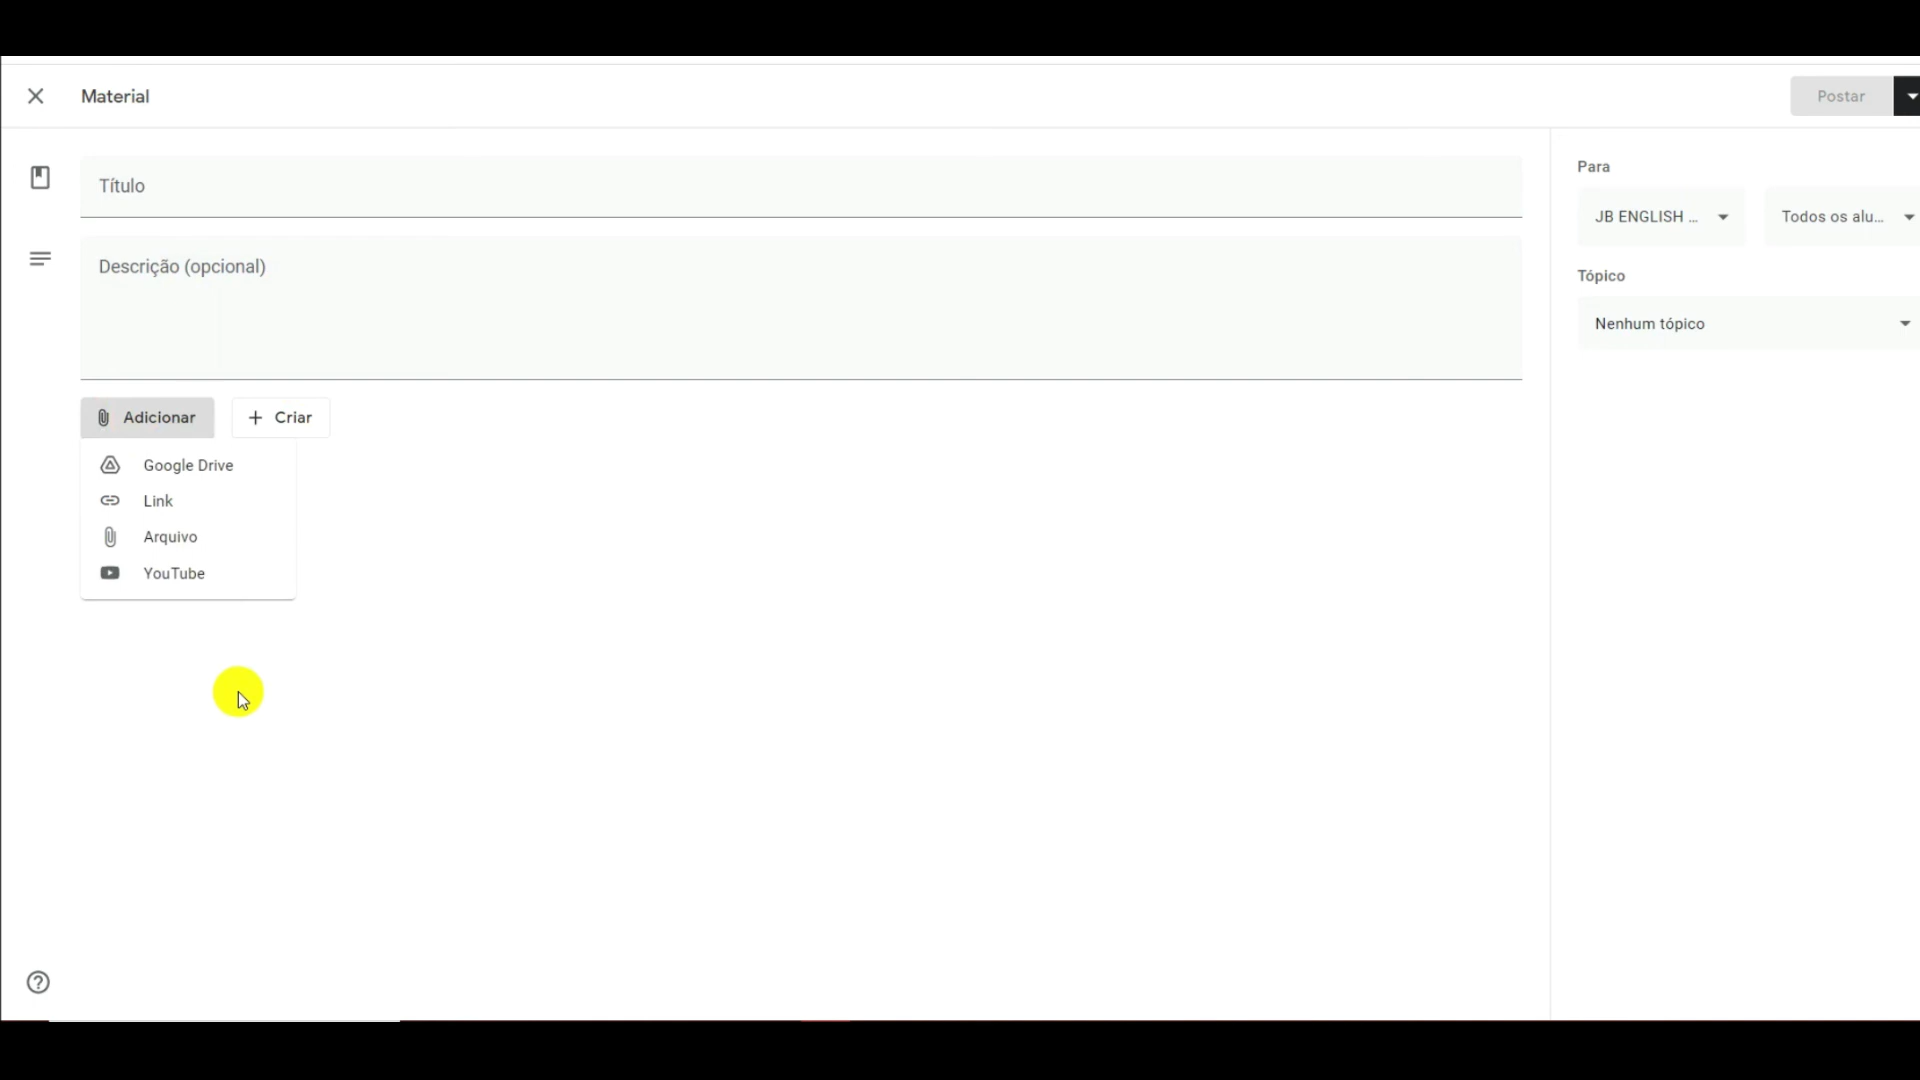 Material
Postar
Título
Para
JB ENGLISH ...
Todos os alu...
Descrição (opcional)
Tópico
Nenhum tópico
Adicionar
Criar
Google Drive
Link
Arquivo
YouTube